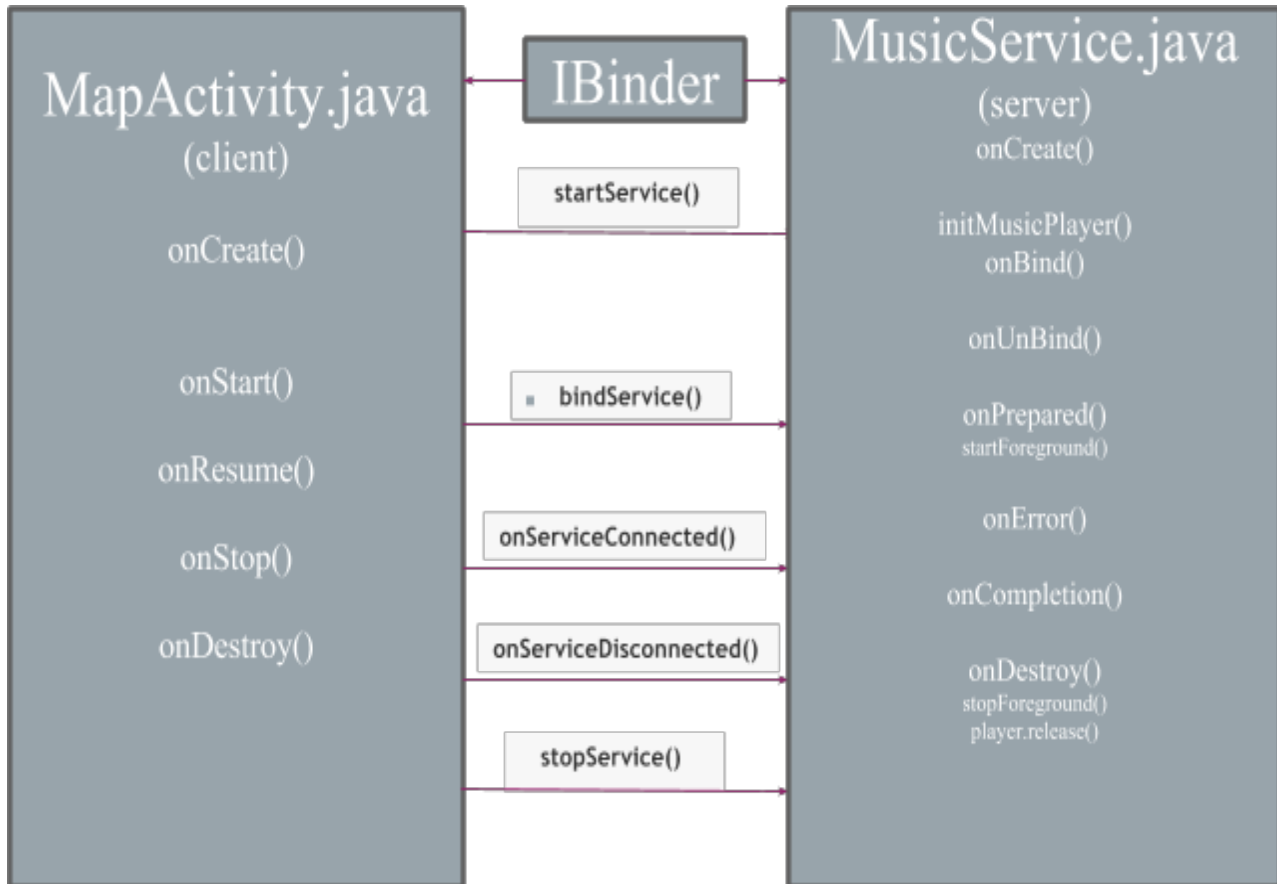 MapActivity.java
(client)
onCreate()
onStart()
onResume()
onStop()
onDestroy()
IBinder
startService()
bindService()
onServiceConnected()
onServiceDisconnected()
stopService()
MusicService.java
(server)
onCreate()
initMusicPlayer()
onBind()
onUnBind()
onPrepared()
startForeground()
onError()
onCompletion()
onDestroy()
stopForeground()
player.release()